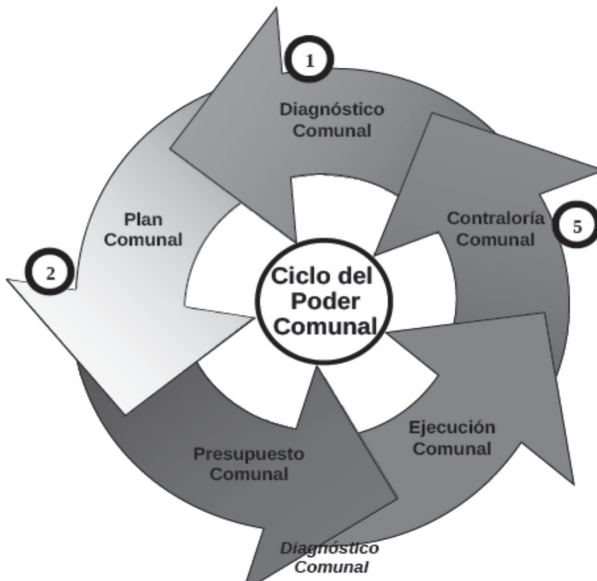 1
Diagnóstico
Comunal
Plan
Comunal
Contraloría
Comunal
5
2
Ciclo del
Poder
Comunal
Ejecución
Comunal
Presupuesto
Comunal
Diagnóstico
Comunal